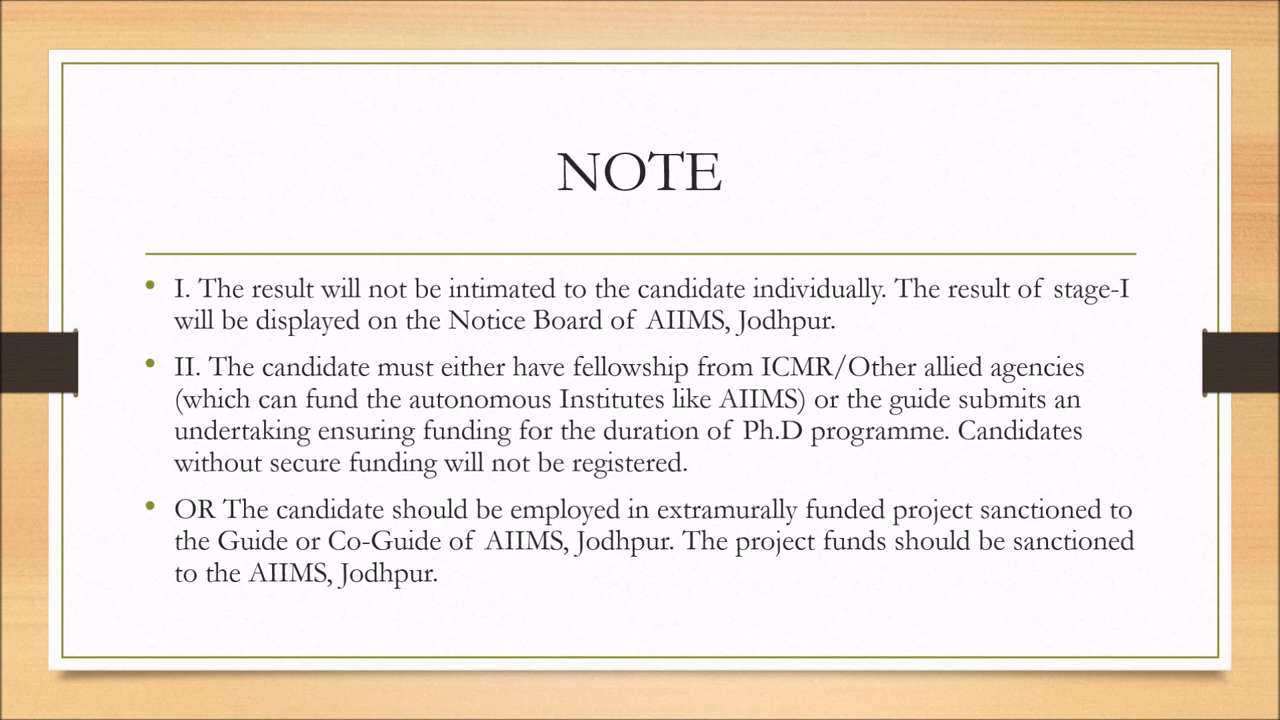 NOTE
• I. The result will not be intimated to the candidate individually. The result of stage-I
will be displayed on the Notice Board of AIIMS, Jodhpur.
• II. The candidate must either have fellowship from ICMR/Other allied agencies
(which can fund the autonomous Institutes like AIIMS) or the guide submits an
undertaking ensuring funding for the duration of Ph.D programme. Candidates
without secure funding will not be registered.
• OR The candidate should be employed in extramurally funded project sanctioned to
the Guide or Co-Guide of AIIMS, Jodhpur. The project funds should be sanctioned
to the AIIMS, Jodhpur.